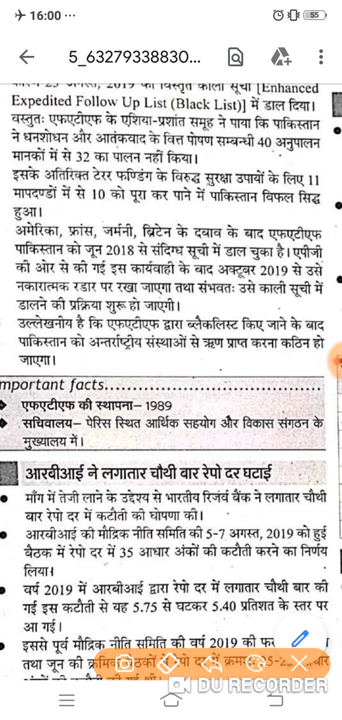 16:00 ...
55
5_63279338830...
2019 को विस्तृत काली सूची [Enhanced
Expedited Follow Up List (Black List)] में डाल दिया।
वस्तुतः एफएटीएफ के एशिया-प्रशांत समूह ने पाया कि पाकिस्तान
ने धनशोधन और आतंकवाद के वित्त पोषण सम्बन्धी 40 अनुपालन
मानकों में से 32 का पालन नहीं किया।
इसके अतिरिक्त टेरर फण्डिंग के विरुद्ध सुरक्षा उपायों के लिए 11
मापदण्डों में से 10 को पूरा कर पाने में पाकिस्तान विफल सिद्ध
हुआ।
अमेरिका, फ्रांस, जर्मनी, ब्रिटेन के दबाव के बाद एफएटीएफ
पाकिस्तान को जून 2018 से संदिग्ध सूची में डाल चुका है। एपीजी
की ओर से की गई इस कार्यवाही के बाद अक्टूबर 2019 से उसे
नकारात्मक रडार पर रखा जाएगा तथा संभवतः उसे काली सूची में
डालने की प्रक्रिया शुरू हो जाएगी।
उल्लेखनीय है कि एफएटीएफ द्वारा ब्लैकलिस्ट किए जाने के बाद
पाकिस्तान को अन्तर्राष्ट्रीय संस्थाओं से ऋण प्राप्त करना कठिन हो
जाएगा।
mportant facts...
एफएटीएफ की स्थापना– 1989
सचिवालय– पेरिस स्थित आर्थिक सहयोग और विकास संगठन के
मुख्यालय में।
आरबीआई ने लगातार चौथी बार रेपो दर घटाई
माँग में तेजी लाने के उद्देश्य से भारतीय रिजर्व बैंक ने लगातार चौथी
बार रेपो दर में कटौती की घोषणा की।
आरबीआई की मौद्रिक नीति समिति की 5-7 अगस्त, 2019 को हुई
बैठक में रेपो दर में 35 आधार अंकों की कटौती करने का निर्णय
लिया।
वर्ष 2019 में आरबीआई द्वारा रेपो दर में लगातार चौथी बार की
गई इस कटौती से यह 5.75 से घटकर 5.40 प्रतिशत के स्तर पर
आ गई।
इससे पूर्व मौद्रिक नीति समिति की वर्ष 2019 की
तथा जून की
DU RECORDER